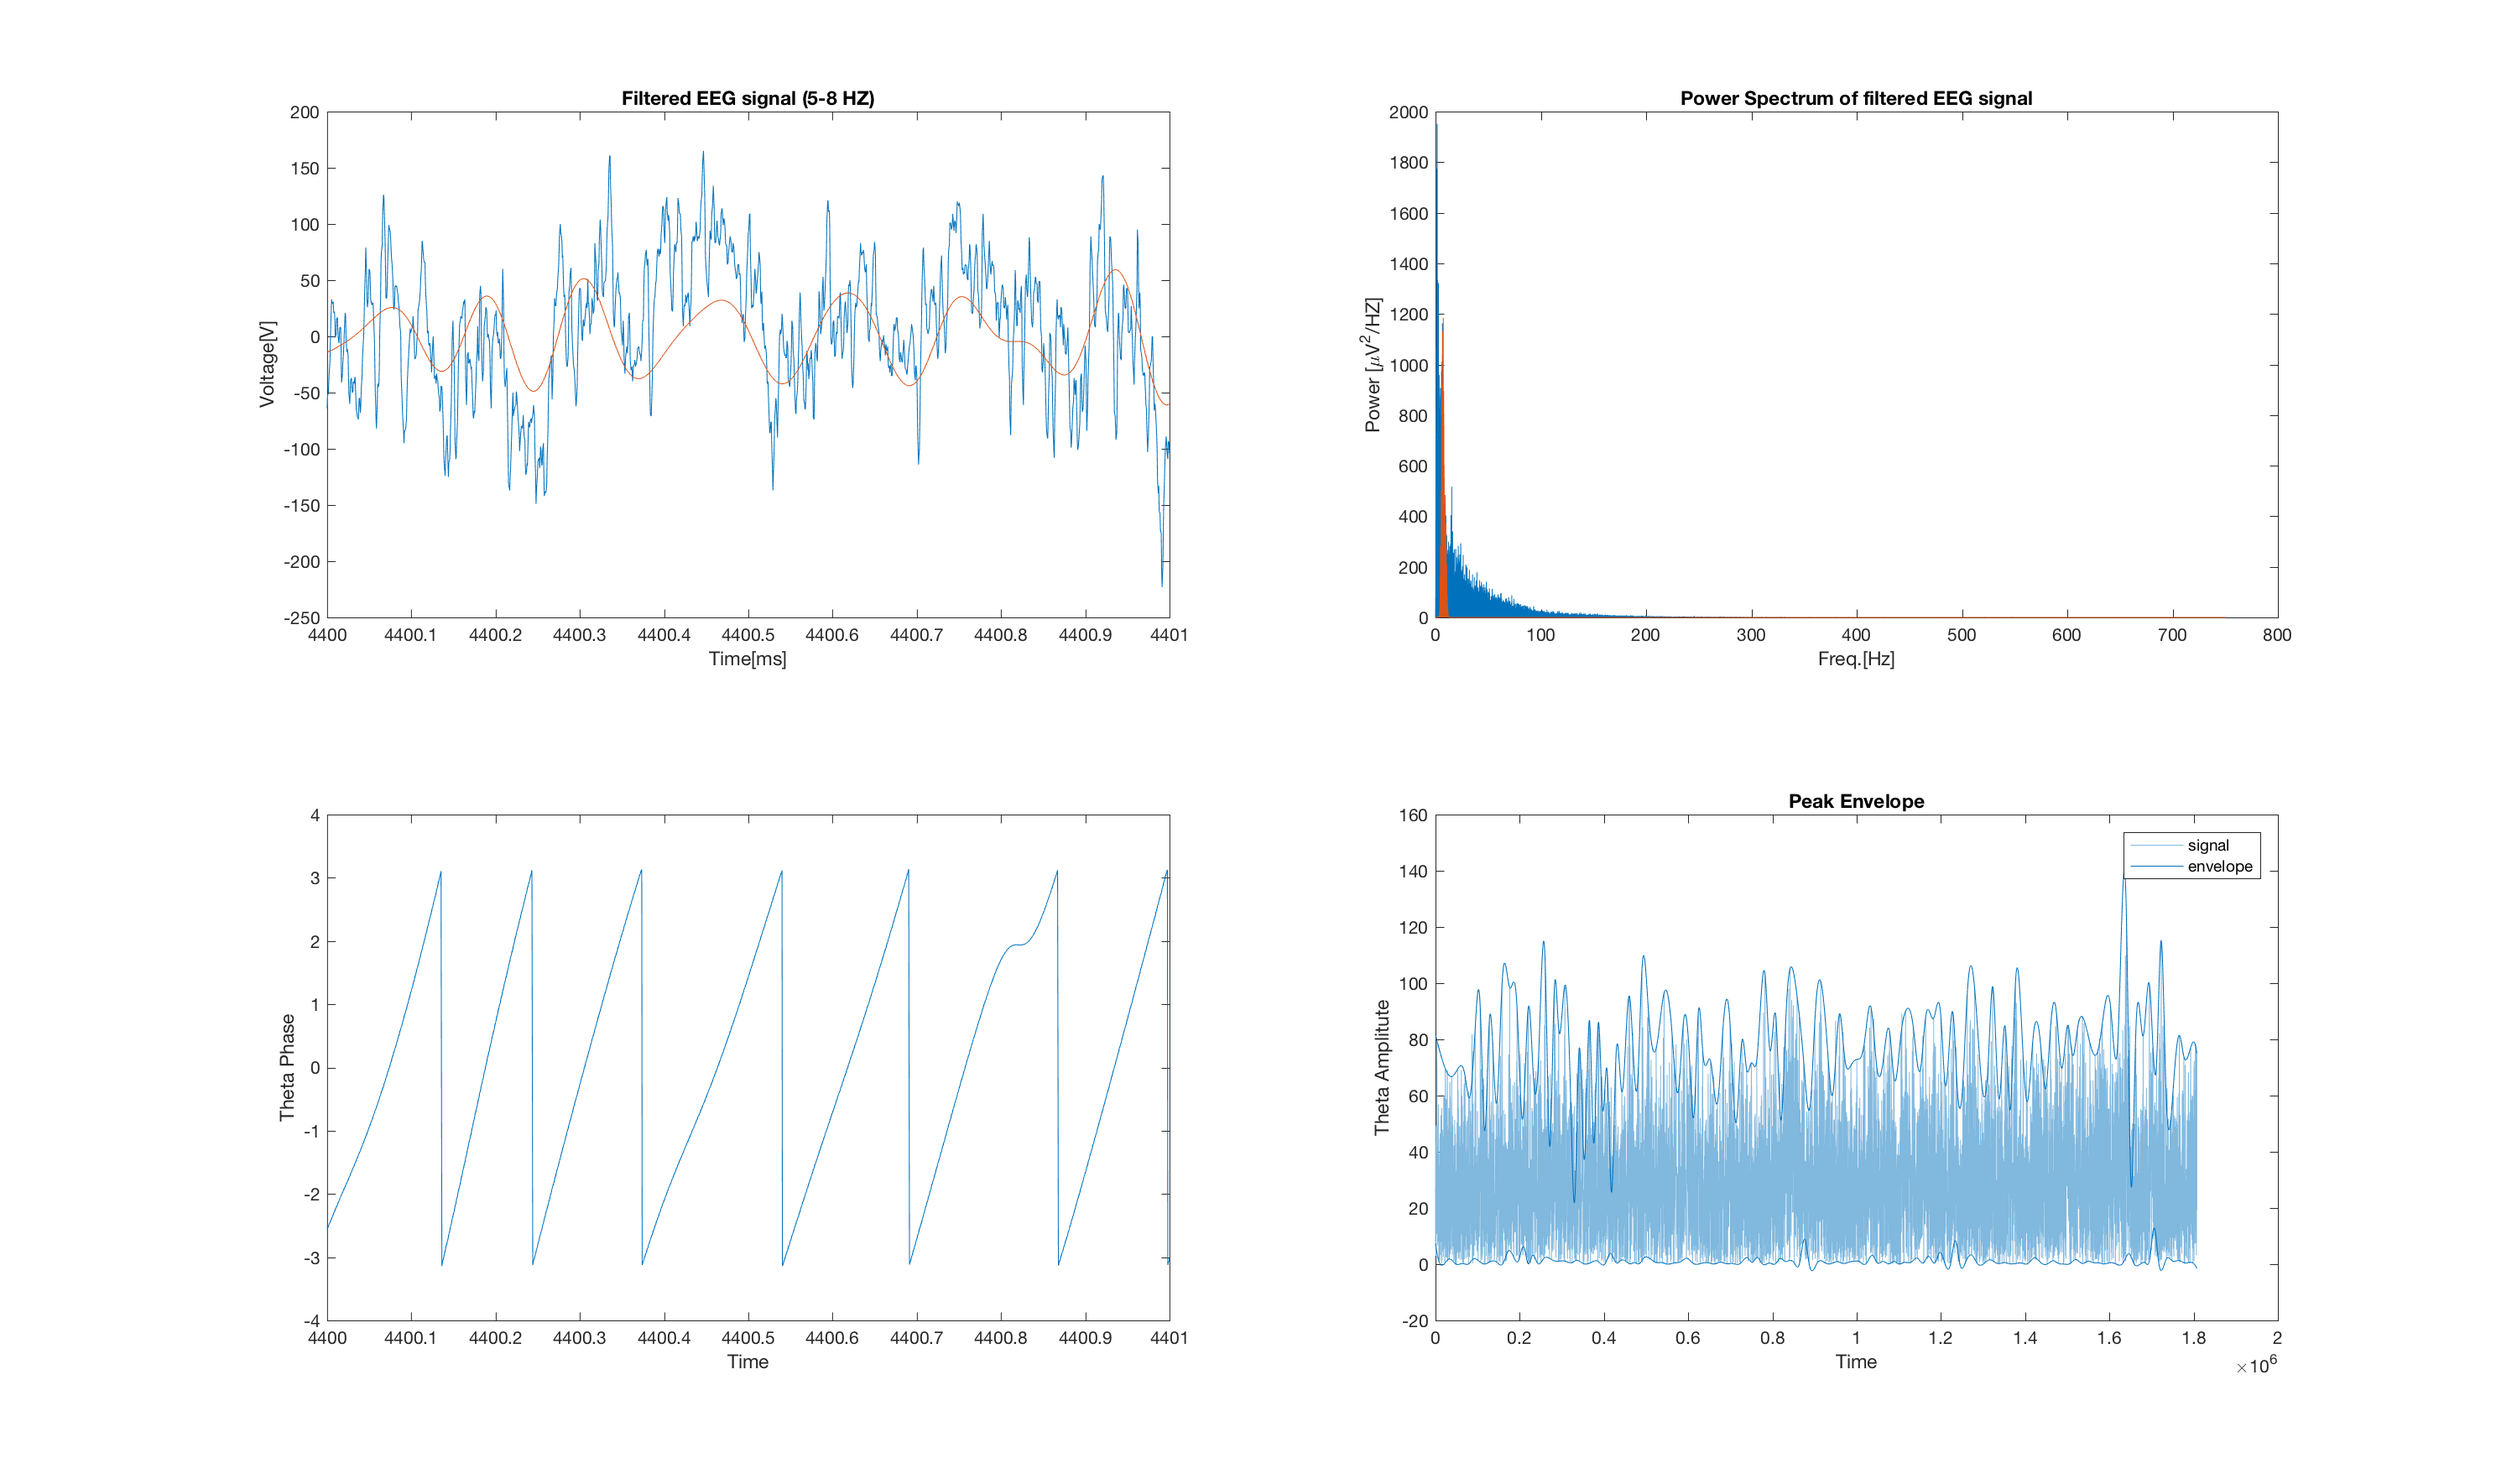 Filtered EEG signal (5-8 HZ)
200
150
100
50
0
-50
-100
-150
-200
-250
Voltage[V]
4400 4400.1 4400.2 4400.3 4400.4 4400.5 4400.6 4400.7 4400.8 4400.9 4401
Time[ms]
Power Spectrum of filtered EEG signal
2000
1800
1600
1400
1200
1000
800
600
400
200
0
Power [μV²/HZ]
0 100 200 300 400 500 600 700 800
Freq.[Hz]
4
3
2
1
0
-1
-2
-3
-4
Theta Phase
4400 4400.1 4400.2 4400.3 4400.4 4400.5 4400.6 4400.7 4400.8 4400.9 4401
Time
Peak Envelope
160
140
120
100
80
60
40
20
0
-20
Theta Amplitute
signal
envelope
0 0.2 0.4 0.6 0.8 1 1.2 1.4 1.6 1.8 2
Time
×10⁶